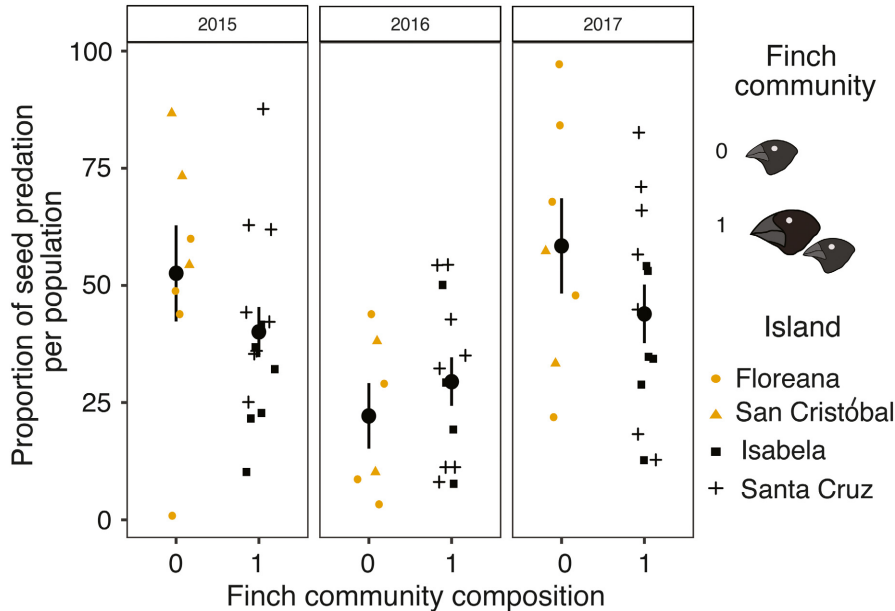 2015 2016 2017
100
75
50
25
0
Proportion of seed predation
per population
0 1 0 1 0 1
Finch community composition
Finch
community
0
1
Island
Floreana
San Cristóbal
Isabela
Santa Cruz